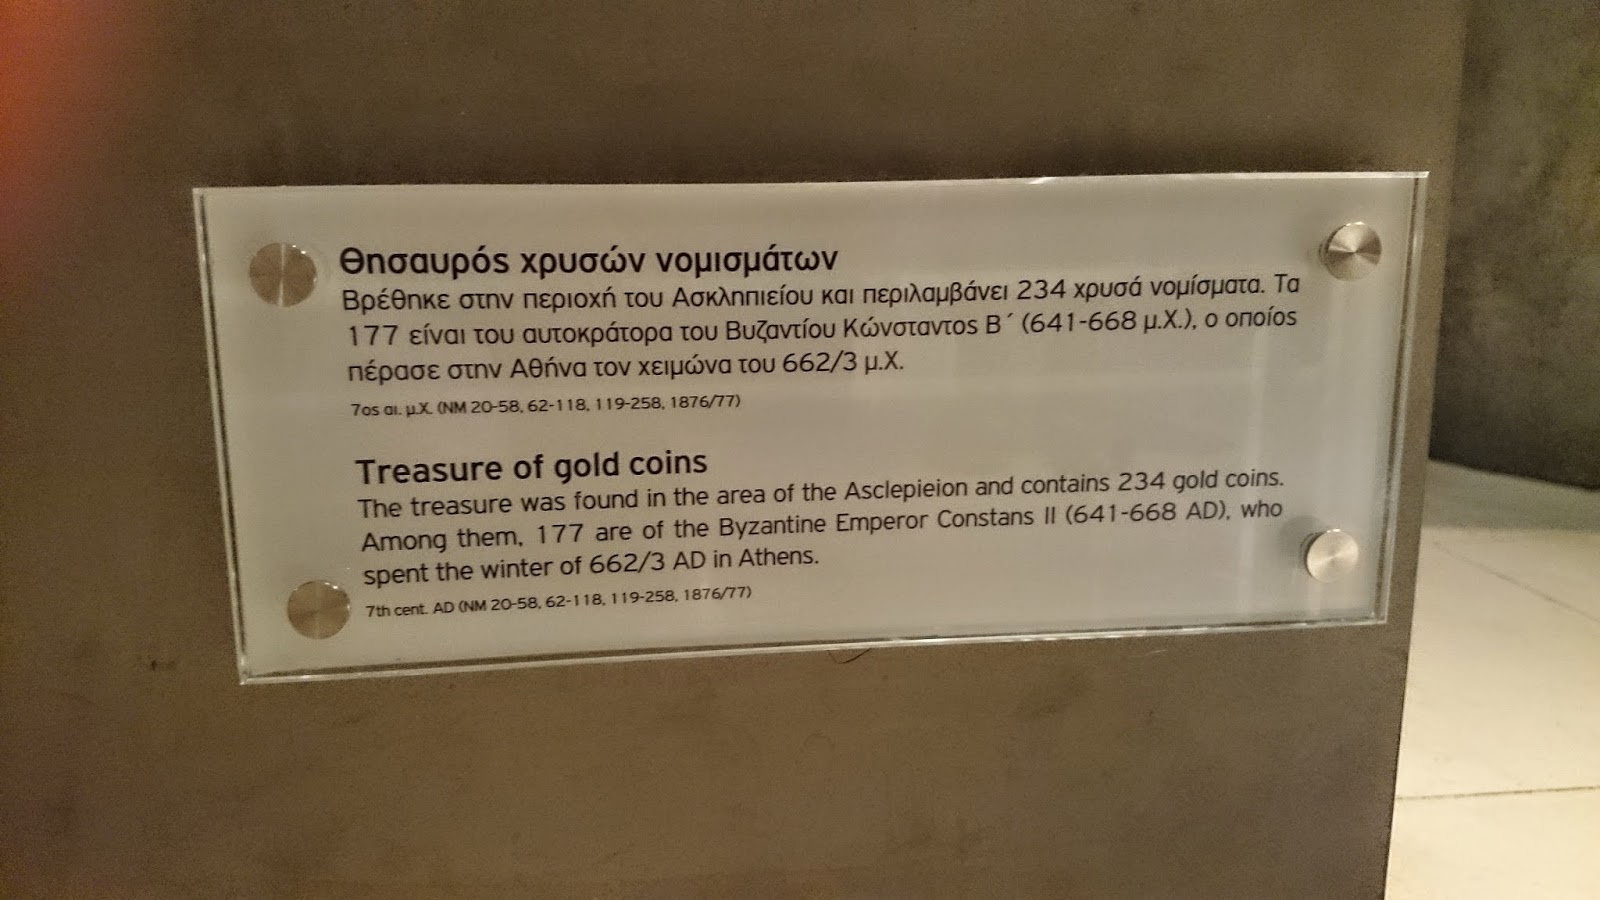 Θησαυρός χρυσών νομισμάτων
Βρέθηκε στην περιοχή του Ασκληπιείου και περιλαμβάνει 234 χρυσά νομίσματα. Τα
177 είναι του αυτοκράτορα του Βυζαντίου Κώνσταντος Β΄ (641-668 μ.Χ.), ο οποίος
πέρασε στην Αθήνα τον χειμώνα του 662/3 μ.Χ.
7ος αι. μ.Χ. (ΝΜ 20-58, 62-118, 119-258, 1876/77)
Treasure of gold coins
The treasure was found in the area of the Asclepieion and contains 234 gold coins.
Among them, 177 are of the Byzantine Emperor Constans II (641-668 AD), who
spent the winter of 662/3 AD in Athens.
7th cent. AD (NM 20-58, 62-118, 119-258, 1876/77)